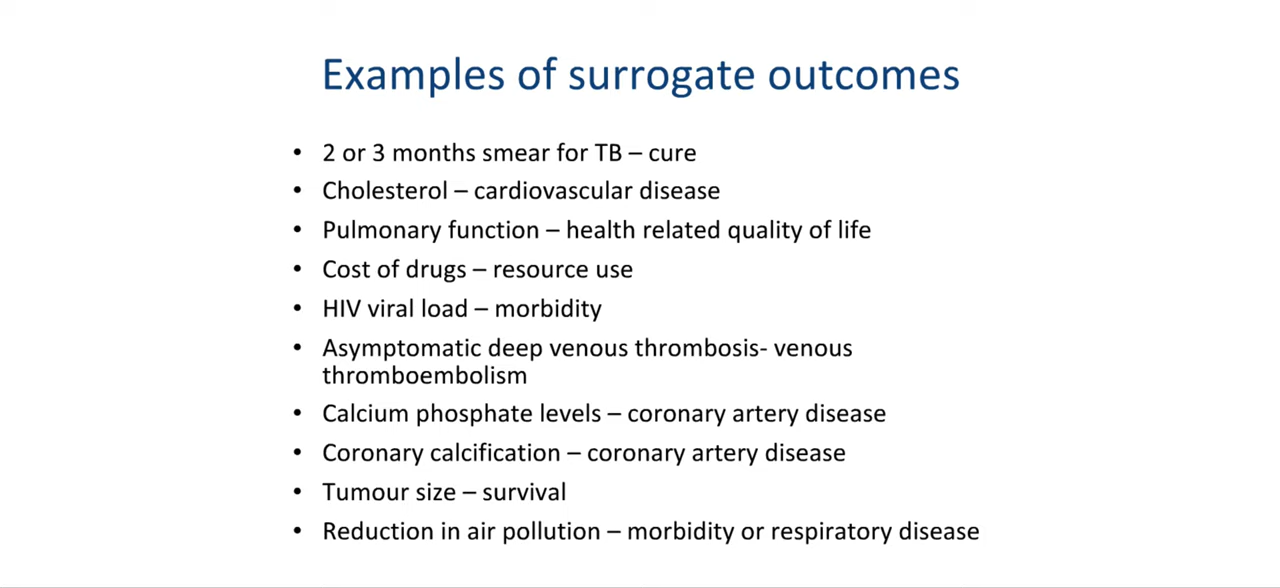 Examples of surrogate outcomes
• 2 or 3 months smear for TB – cure
• Cholesterol – cardiovascular disease
• Pulmonary function – health related quality of life
• Cost of drugs – resource use
• HIV viral load – morbidity
• Asymptomatic deep venous thrombosis- venous
thromboembolism
• Calcium phosphate levels – coronary artery disease
• Coronary calcification – coronary artery disease
• Tumour size – survival
• Reduction in air pollution – morbidity or respiratory disease